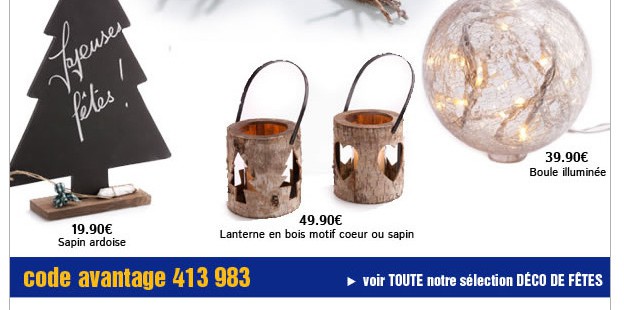 Joyeuses
fêtes !
39.90€
Boule illuminée
19.90€
Sapin ardoise
49.90€
Lanterne en bois motif coeur ou sapin
code avantage 413 983
► voir TOUTE notre sélection DÉCO DE FÊTES